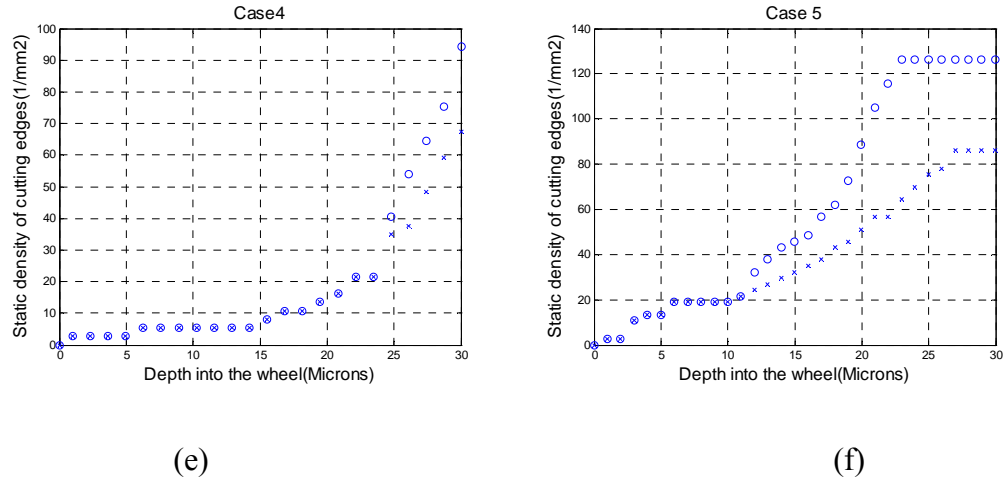 Case4
100
90
80
70
60
50
40
30
20
10
0
0 5 10 15 20 25 30
Static density of cutting edges(1/mm2)
Depth into the wheel(Microns)
(e)
Case 5
140
120
100
80
60
40
20
0
0 5 10 15 20 25 30
Static density of cutting edges(1/mm2)
Depth into the wheel(Microns)
(f)